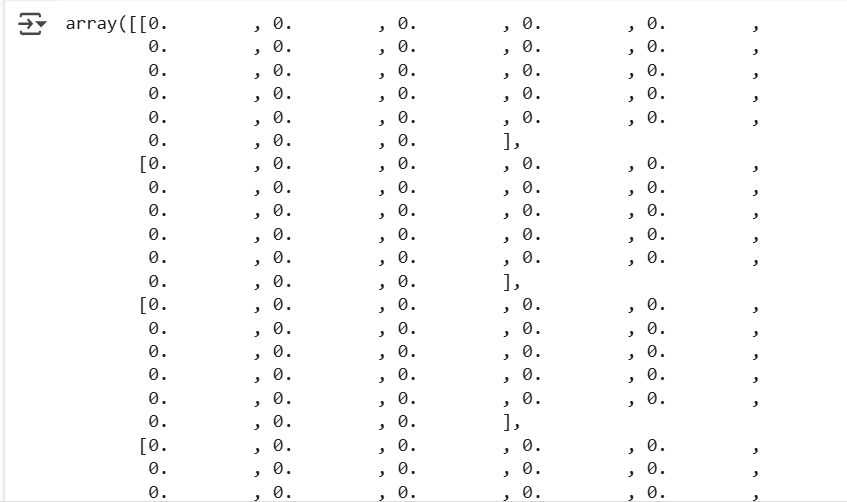 array([[0.        , 0.        , 0.        , 0.        , 0.        ,
        0.        , 0.        , 0.        , 0.        , 0.        ,
        0.        , 0.        , 0.        , 0.        , 0.        ,
        0.        , 0.        , 0.        , 0.        , 0.        ,
        0.        , 0.        , 0.        , 0.        , 0.        ,
        0.        , 0.        , 0.        ],
       [0.        , 0.        , 0.        , 0.        , 0.        ,
        0.        , 0.        , 0.        , 0.        , 0.        ,
        0.        , 0.        , 0.        , 0.        , 0.        ,
        0.        , 0.        , 0.        , 0.        , 0.        ,
        0.        , 0.        , 0.        , 0.        , 0.        ,
        0.        , 0.        , 0.        ],
       [0.        , 0.        , 0.        , 0.        , 0.        ,
        0.        , 0.        , 0.        , 0.        , 0.        ,
        0.        , 0.        , 0.        , 0.        , 0.        ,
        0.        , 0.        , 0.        , 0.        , 0.        ,
        0.        , 0.        , 0.        , 0.        , 0.        ,
        0.        , 0.        , 0.        ],
       [0.        , 0.        , 0.        , 0.        , 0.        ,
        0.        , 0.        , 0.        , 0.        , 0.        ,
        0.        , 0.        , 0.        , 0.        , 0.        ,